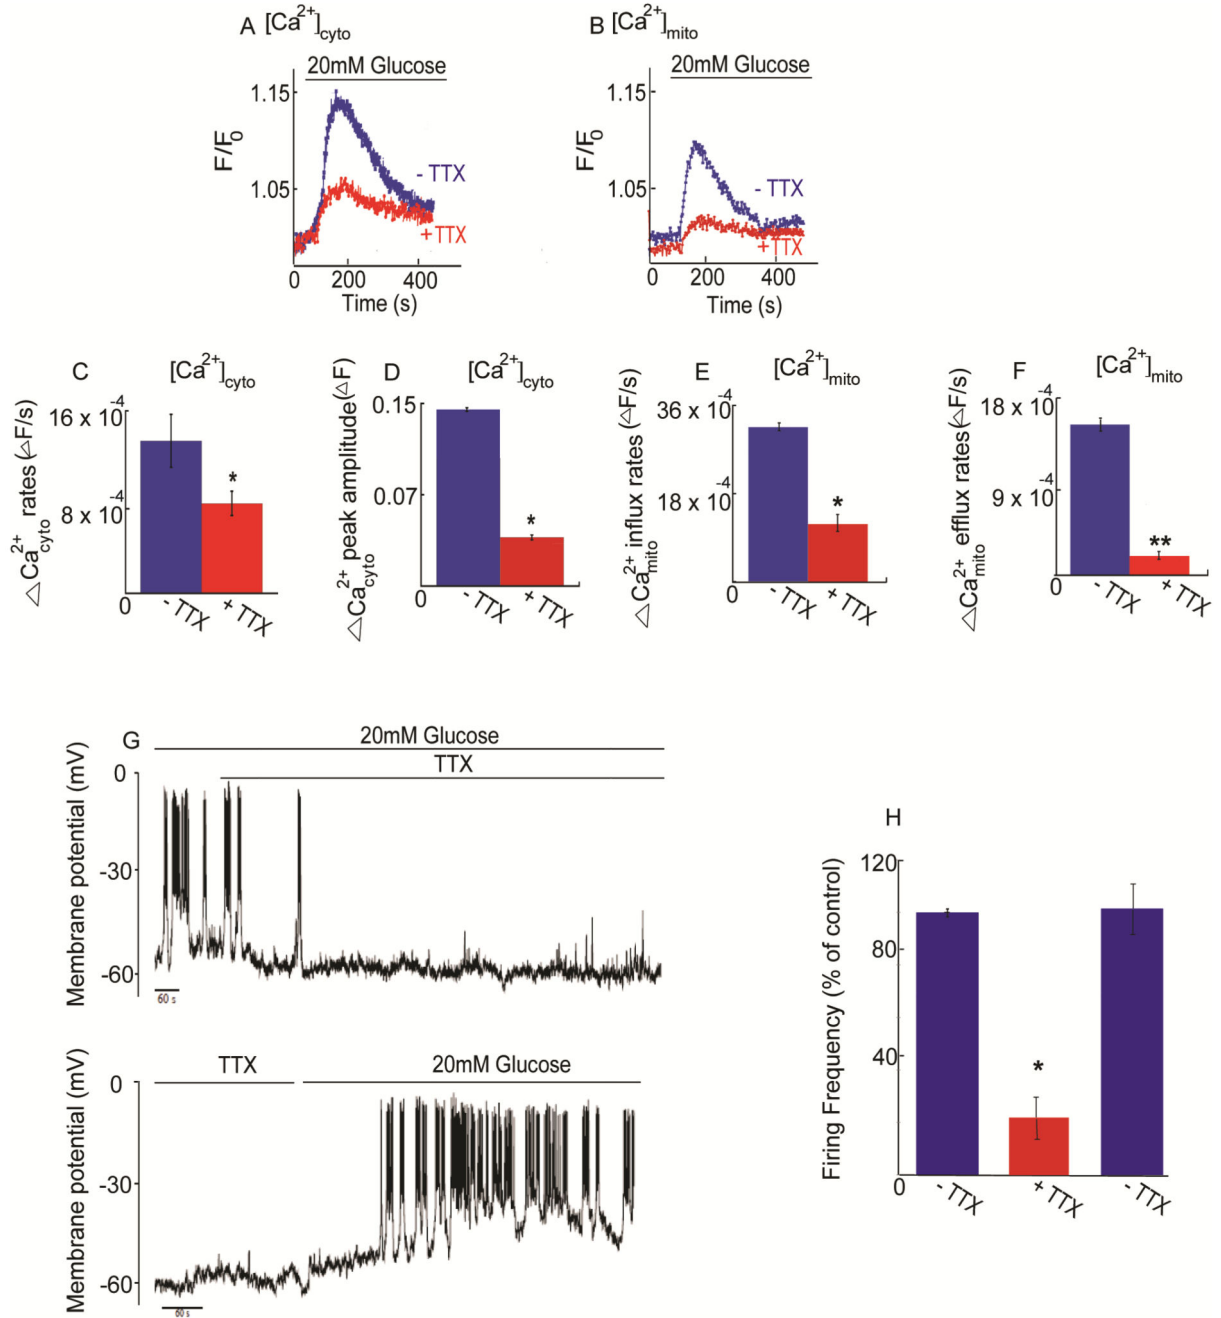 A [Ca2+]cyto
20mM Glucose
1.15
1.05
F/F0
- TTX
+ TTX
0 200 400
Time (s)
B [Ca2+]mito
20mM Glucose
1.15
1.05
F/F0
- TTX
+ TTX
0 200 400
Time (s)
C [Ca2+]cyto
△Ca2+cyto rates (△F/s)
16 x 10-4
8 x 10-4
0
*
- TTX + TTX
D [Ca2+]cyto
△Ca2+cyto peak amplitude (△F)
0.15
0.07
0
*
- TTX + TTX
E [Ca2+]mito
△Ca2+mito influx rates (△F/s)
36 x 10-4
18 x 10-4
0
*
- TTX + TTX
F [Ca2+]mito
△Ca2+mito efflux rates (△F/s)
18 x 10-4
9 x 10-4
0
**
- TTX + TTX
G
20mM Glucose
TTX
Membrane potential (mV)
0
-30
-60
60 s
TTX 20mM Glucose
Membrane potential (mV)
0
-30
-60
60 s
H
Firing Frequency (% of control)
120
80
40
0
*
- TTX + TTX - TTX